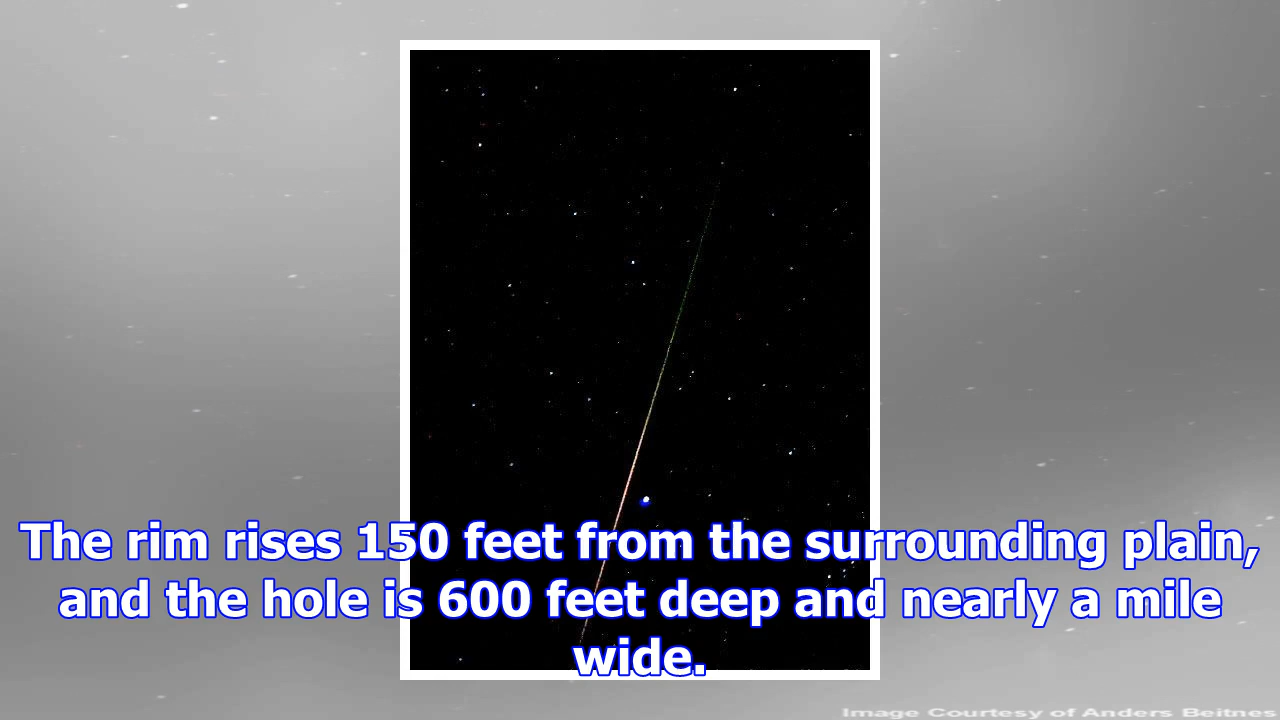 The rim rises 150 feet from the surrounding plain,
and the hole is 600 feet deep and nearly a mile
wide.
Image Courtesy of Anders Beitnes